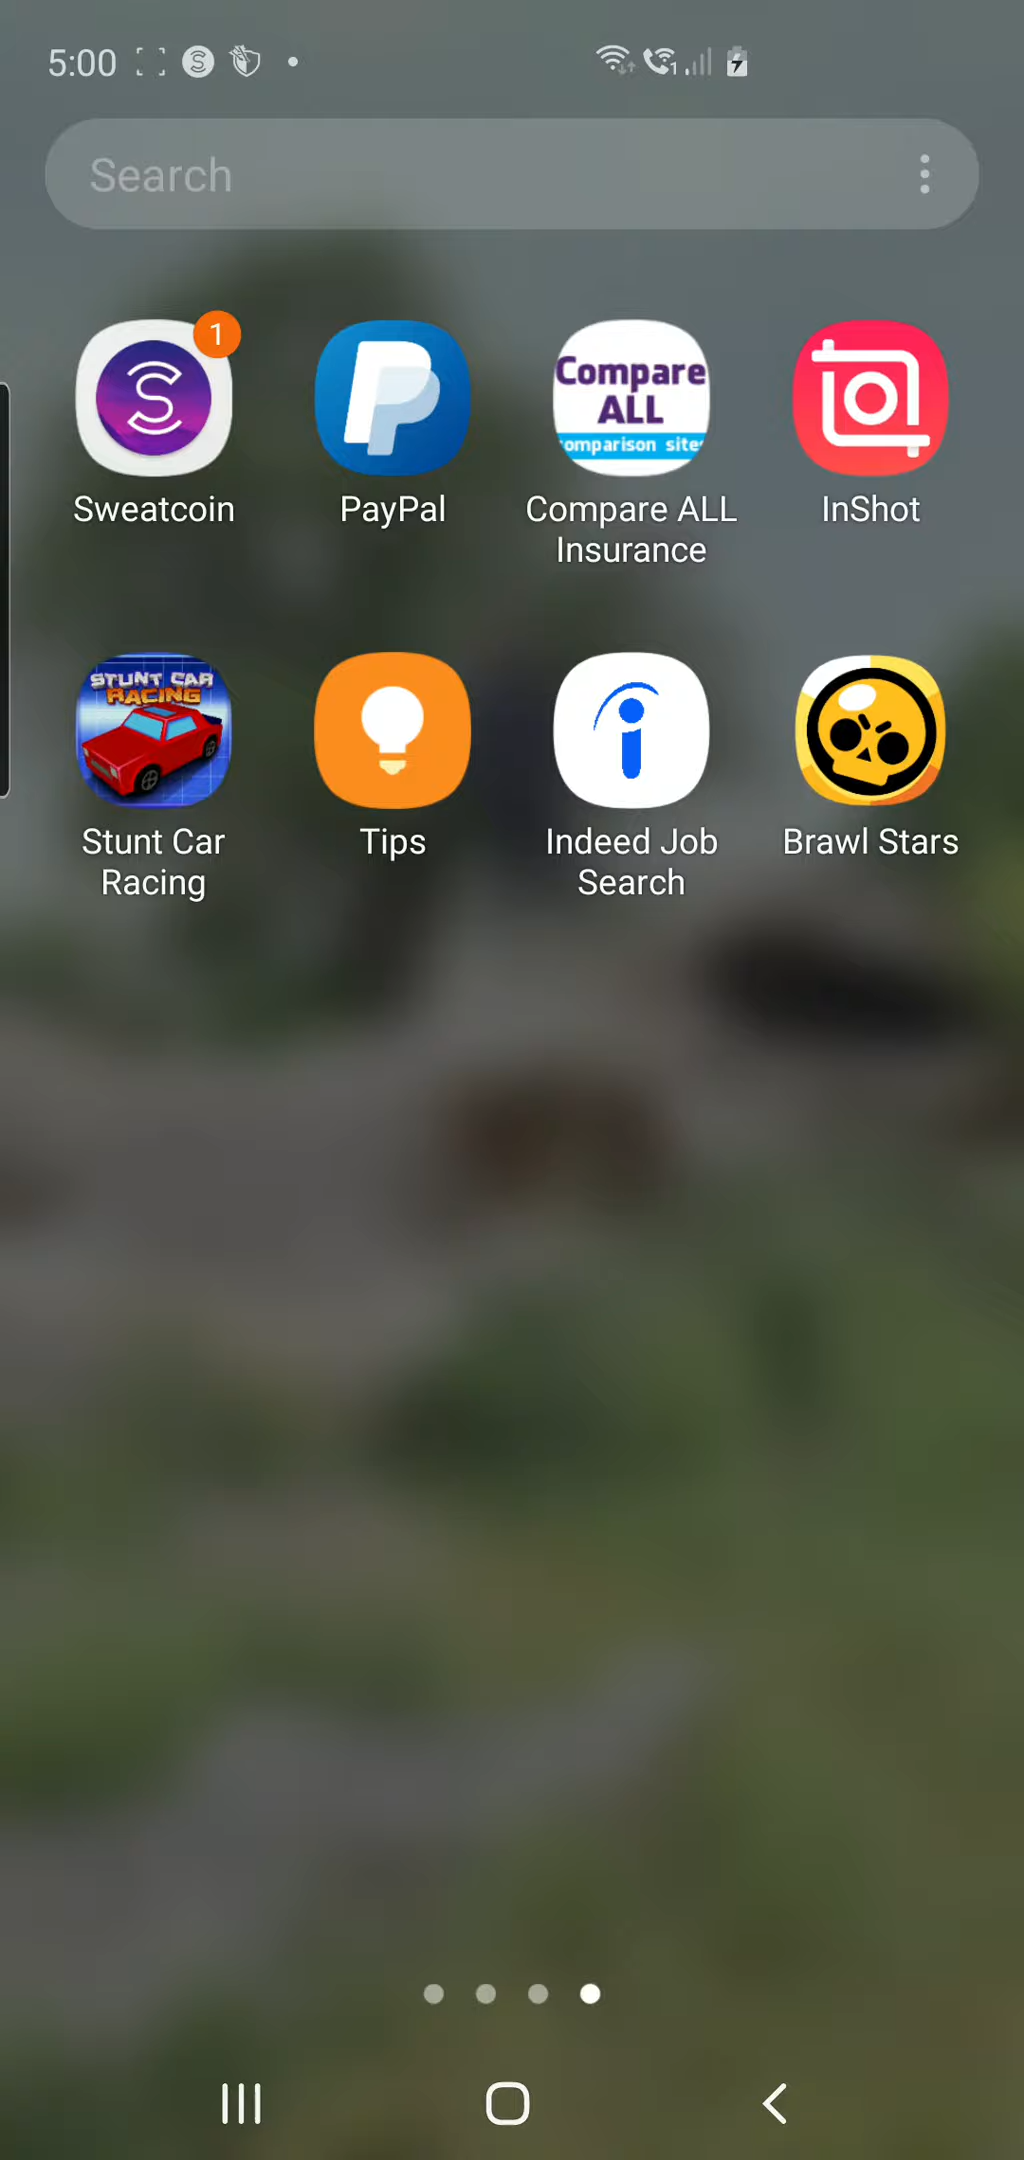 5:00
Search
1
Compare
ALL
omparison site
Sweatcoin
PayPal
Compare ALL
Insurance
InShot
STUNT CAR
RACING
Stunt Car
Racing
Tips
Indeed Job
Search
Brawl Stars